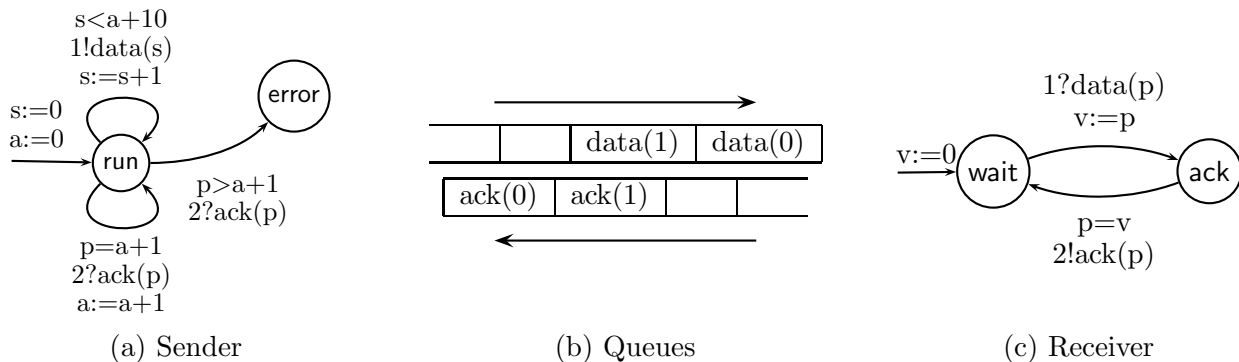 s<a+10
1!data(s)
s:=s+1
s:=0
a:=0
run
error
p>a+1
2?ack(p)
p=a+1
2?ack(p)
a:=a+1
(a) Sender
data(1) data(0)
ack(0) ack(1)
(b) Queues
1?data(p)
v:=p
v:=0
wait
ack
p=v
2!ack(p)
(c) Receiver